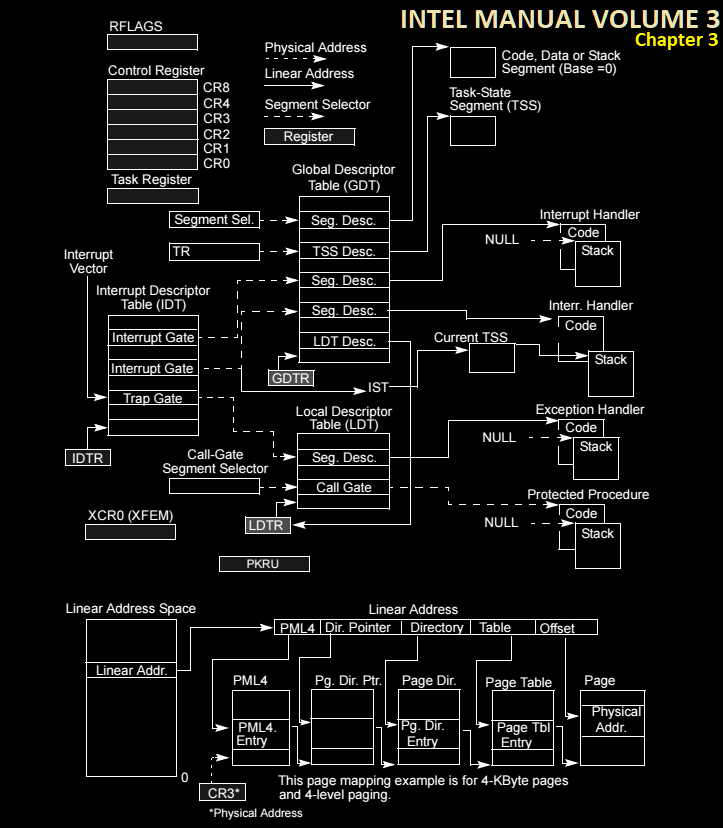 INTEL MANUAL VOLUME 3
Chapter 3
RFLAGS
Physical Address
Linear Address
Segment Selector
Register
Code, Data or Stack
Segment (Base =0)
Control Register
CR8
CR4
CR3
CR2
CR1
CR0
Task-State
Segment (TSS)
Task Register
Global Descriptor
Table (GDT)
Segment Sel.
Seg. Desc.
TR
TSS Desc.
Interrupt Handler
Code
NULL
Stack
Interrupt
Vector
Seg. Desc.
Interrupt Descriptor
Table (IDT)
Seg. Desc.
Interr. Handler
Code
Interrupt Gate
LDT Desc.
Current TSS
Stack
Interrupt Gate
GDTR
IST
Trap Gate
Local Descriptor
Table (LDT)
Exception Handler
Code
NULL
Stack
IDTR
Call-Gate
Segment Selector
Seg. Desc.
Call Gate
Protected Procedure
Code
XCR0 (XFEM)
LDTR
NULL
Stack
PKRU
Linear Address Space
Linear Address
PML4
Dir. Pointer
Directory
Table
Offset
Linear Addr.
PML4
Pg. Dir. Ptr.
Page Dir.
Page Table
Page
Physical
Addr.
PML4.
Entry
Pg. Dir.
Entry
Page Tbl
Entry
0
CR3*
This page mapping example is for 4-KByte pages
and 4-level paging.
*Physical Address